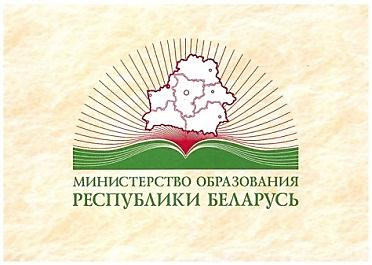 МИНИСТЕРСТВО ОБРАЗОВАНИЯ
РЕСПУБЛИКИ БЕЛАРУСЬ